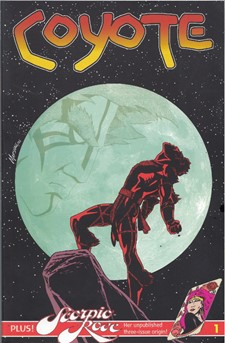 COYOTE
PLUS!
Scorpio
Rose
Her unpublished
three-issue origin!
1